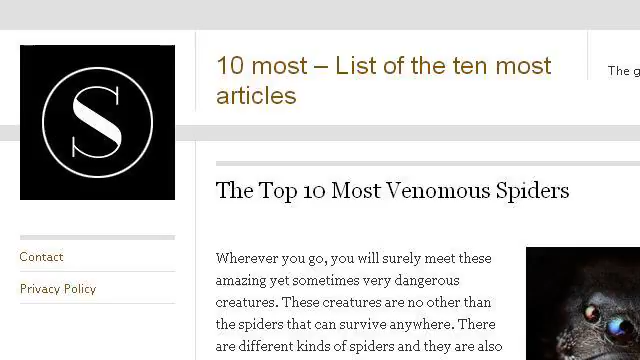 S
10 most – List of the ten most
articles
The g
The Top 10 Most Venomous Spiders
Contact
Privacy Policy
Wherever you go, you will surely meet these
amazing yet sometimes very dangerous
creatures. These creatures are no other than
the spiders that can survive anywhere. There
are different kinds of spiders and they are also